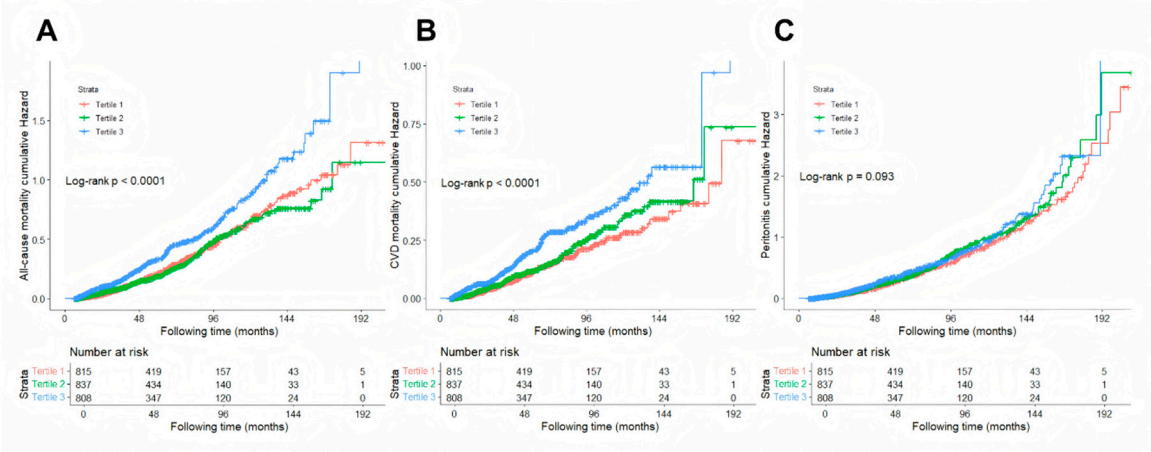 A
All-cause mortality cumulative Hazard
1.5
1.0
0.5
0.0
Strata
Tertile 1
Tertile 2
Tertile 3
Log-rank p < 0.0001
0 48 96 144 192
Following time (months)
Number at risk
Strata
Tertile 1 815 419 157 43 5
Tertile 2 837 434 140 33 1
Tertile 3 808 347 120 24 0
0 48 96 144 192
Following time (months)
B
CVD mortality cumulative Hazard
1.00
0.75
0.50
0.25
0.00
Strata
Tertile 1
Tertile 2
Tertile 3
Log-rank p < 0.0001
0 48 96 144 192
Following time (months)
Number at risk
Strata
Tertile 1 815 419 157 43 5
Tertile 2 837 434 140 33 1
Tertile 3 808 347 120 24 0
0 48 96 144 192
Following time (months)
C
Peritonitis cumulative Hazard
3
2
1
0
Strata
Tertile 1
Tertile 2
Tertile 3
Log-rank p = 0.093
0 48 96 144 192
Following time (months)
Number at risk
Strata
Tertile 1 815 419 157 43 5
Tertile 2 837 434 140 33 1
Tertile 3 808 347 120 24 0
0 48 96 144 192
Following time (months)